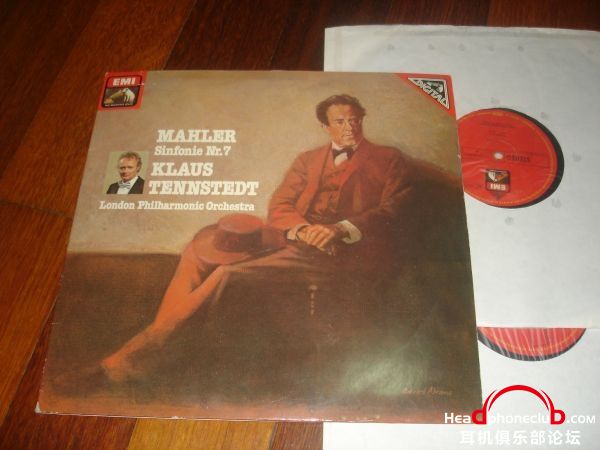 EMI
DIGITAL
MAHLER
Sinfonie Nr.7
KLAUS
TENNSTEDT
London Philharmonic Orchestra
EMI
Headphoneclub.com
耳机俱乐部论坛